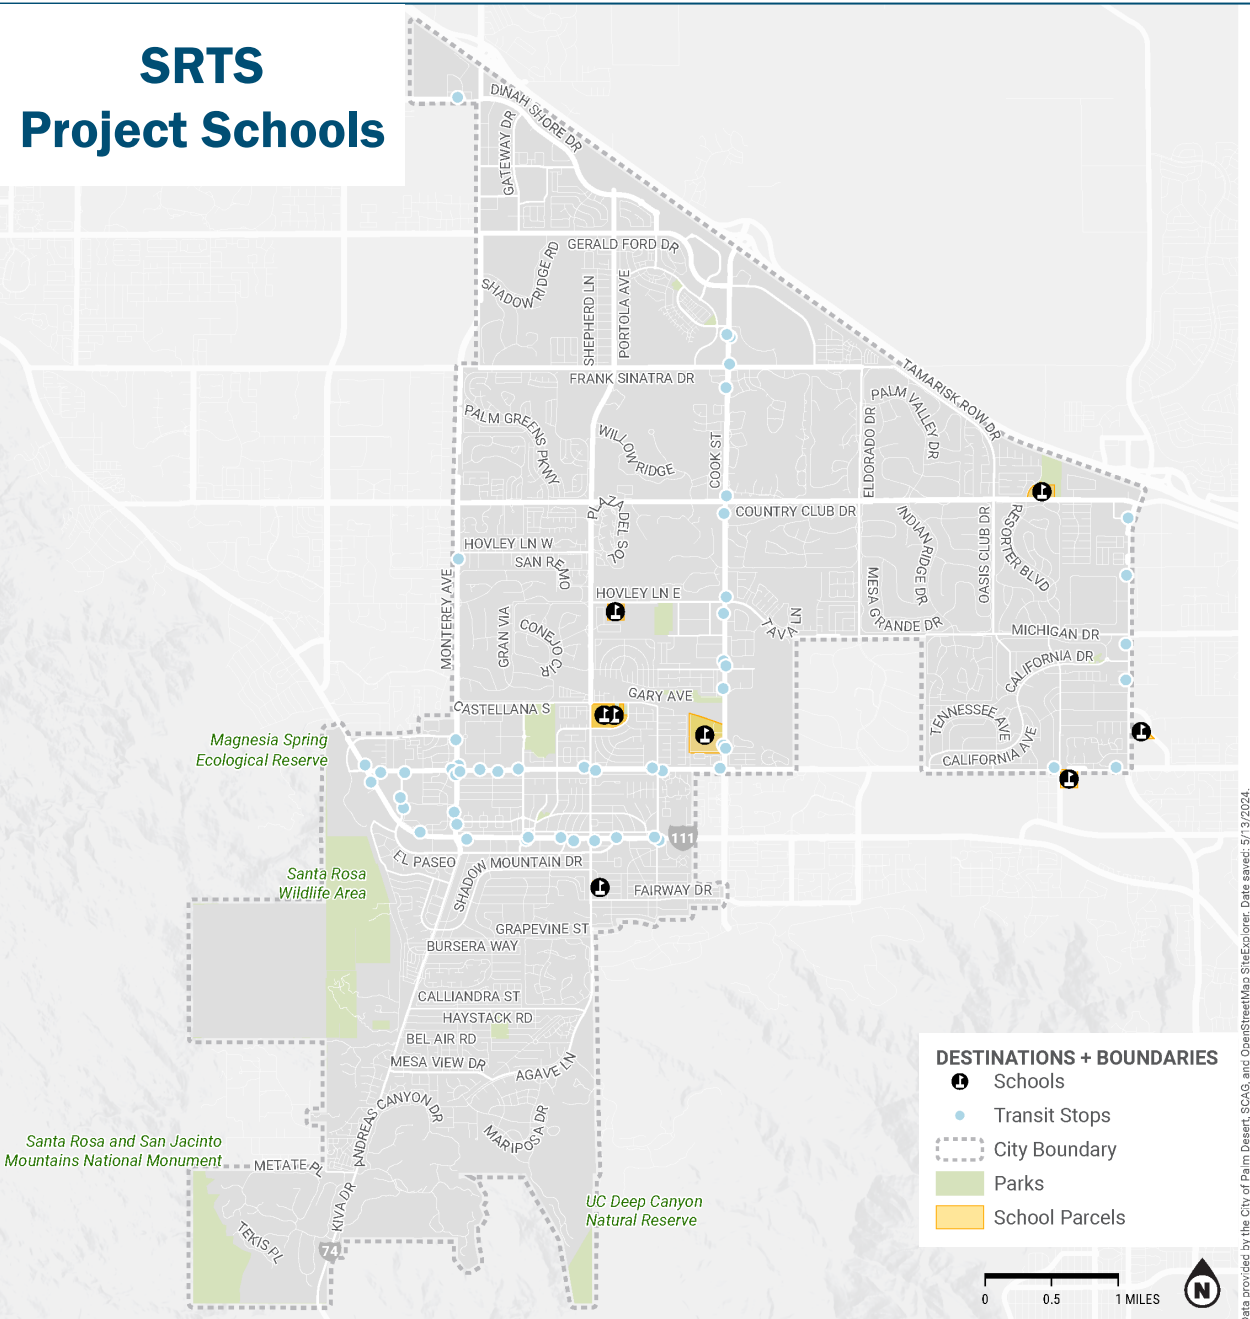 SRTS
Project Schools
DINAH SHORE DR
GATEWAY DR
GERALD FORD DR
SHADOW RIDGE RD
SHEPHERD LN
PORTOLA AVE
FRANK SINATRA DR
TAMARISK ROW DR
PALM VALLEY DR
PALM GREENS PKWY
WILLOW RIDGE
COOK ST
ELDORADO DR
PLAZA DEL SOL
COUNTRY CLUB DR
INDIAN RIDGE DR
OASIS CLUB DR
RESORTER BLVD
HOVLEY LN W
SAN REMO
HOVLEY LN E
MONTEREY AVE
GRAN VIA
CONEJO CIR
TAVA LN
MESA GRANDE DR
MICHIGAN DR
CALIFORNIA DR
GARY AVE
CASTELLANA S
TENNESSEE AVE
CALIFORNIA AVE
Magnesia Spring
Ecological Reserve
111
EL PASEO
SHADOW MOUNTAIN DR
FAIRWAY DR
Santa Rosa
Wildlife Area
GRAPEVINE ST
BURSERA WAY
CALLIANDRA ST
HAYSTACK RD
BEL AIR RD
MESA VIEW DR
AGAVE LN
ANDREAS CANYON DR
MARIPOSA DR
Santa Rosa and San Jacinto
Mountains National Monument
METATE PL
KIVA DR
TEKIS PL
74
UC Deep Canyon
Natural Reserve
DESTINATIONS + BOUNDARIES
Schools
Transit Stops
City Boundary
Parks
School Parcels
0 0.5 1 MILES
N
Data provided by the City of Palm Desert, SCAG, and OpenStreetMap SiteExplorer. Date saved: 5/13/2024.